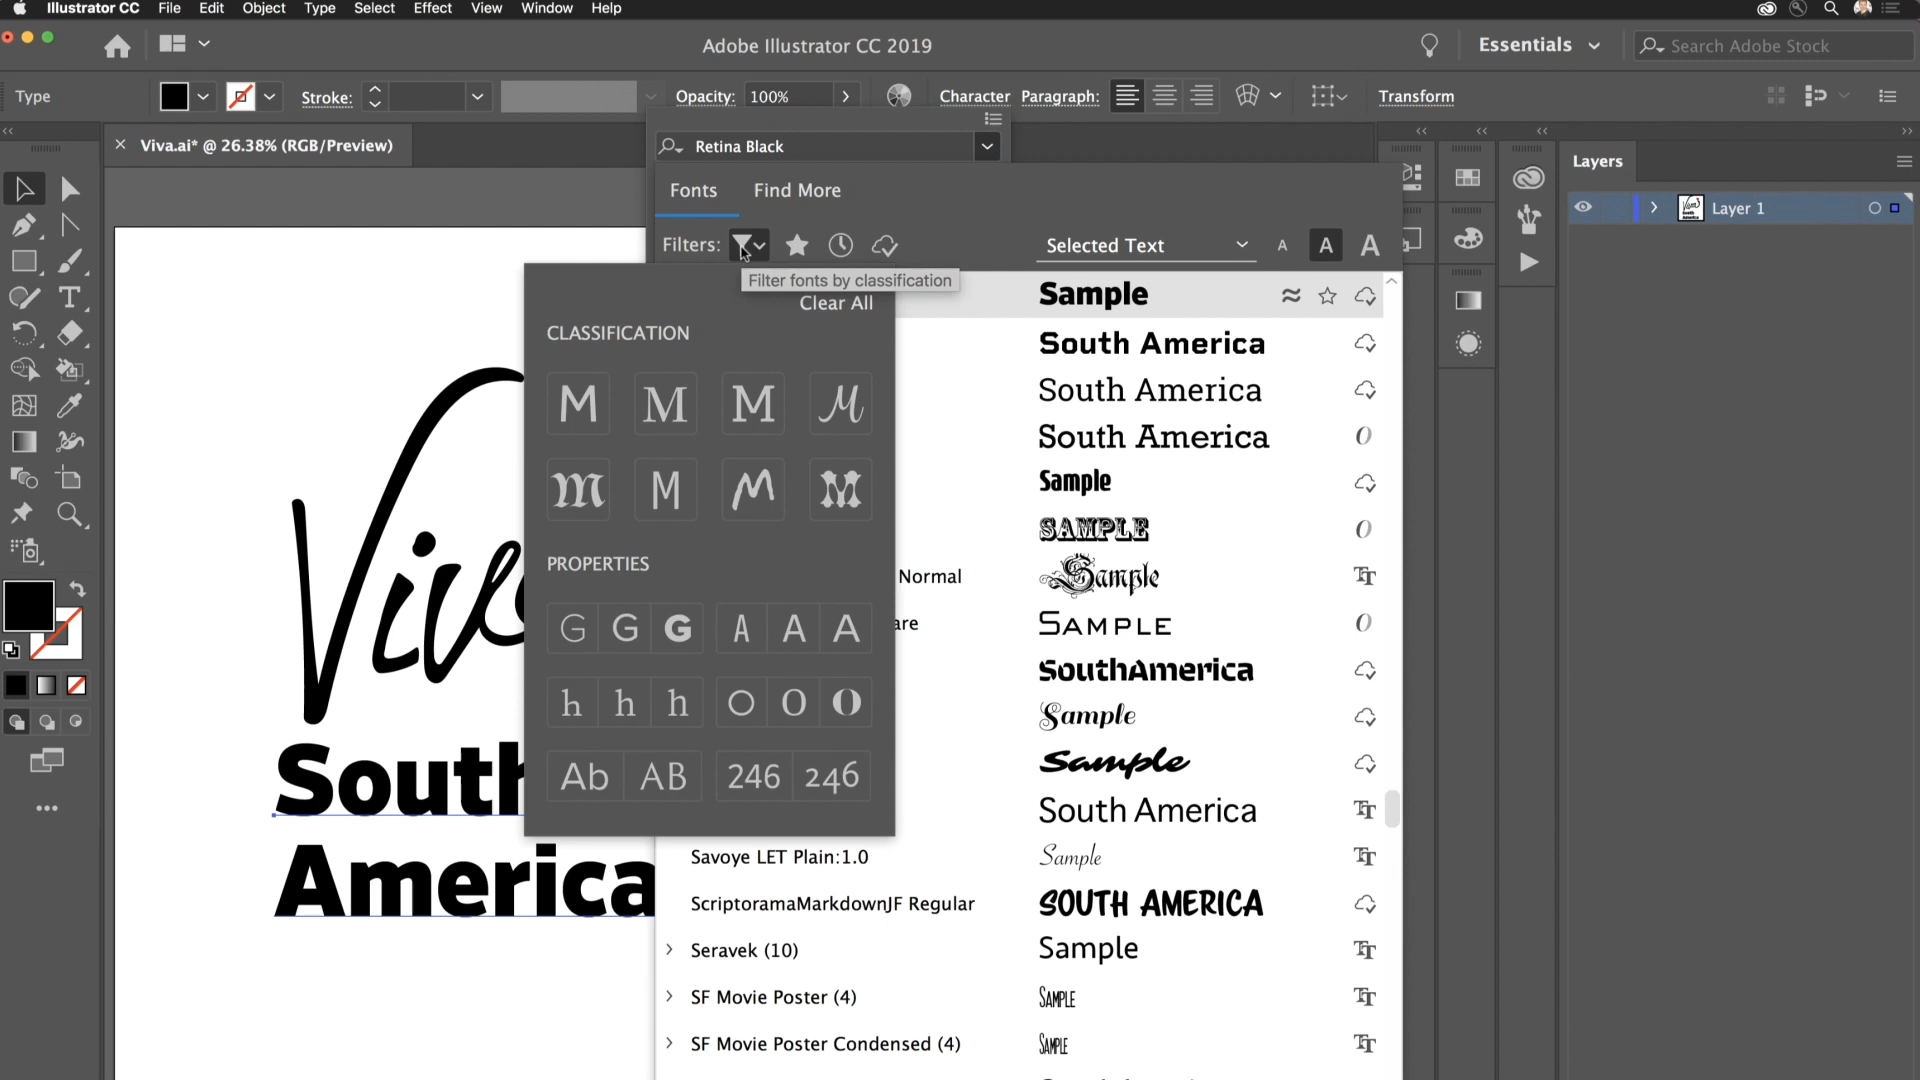 Illustrator CC File Edit Object Type Select Effect View Window Help
Adobe Illustrator CC 2019
Essentials
Search Adobe Stock
Type
Stroke:
Opacity: 100%
Character Paragraph:
Transform
Viva.ai* @ 26.38% (RGB/Preview)
Retina Black
Layers
Fonts Find More
Layer 1
Filters:
Selected Text
A A A
Filter fonts by classification
Clear All
CLASSIFICATION
M M M M
M M M M
PROPERTIES
G G G A A A
h h h O O O
Ab AB 246 246
Sample
South America
South America
South America
Sample
SAMPLE
Normal Sample
are SAMPLE
SouthAmerica
Sample
Sample
South America
Savoye LET Plain:1.0 Sample
ScriptoramaMarkdownJF Regular SOUTH AMERICA
Seravek (10) Sample
SF Movie Poster (4) SAMPLE
SF Movie Poster Condensed (4) SAMPLE
Viva
South
America